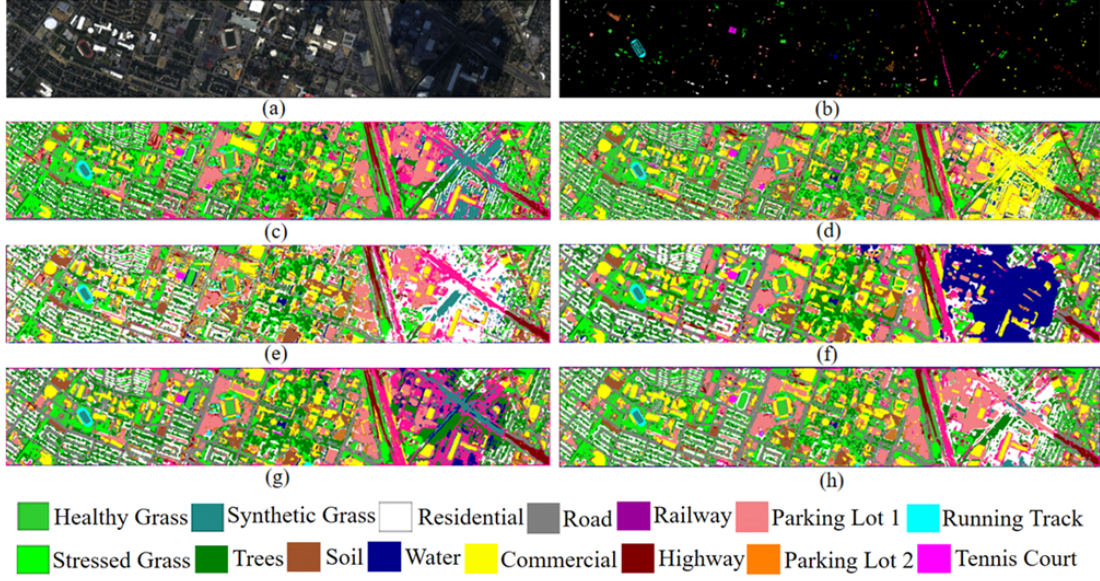 (a) (b)
(c) (d)
(e) (f)
(g) (h)
Healthy Grass Synthetic Grass Residential Road Railway Parking Lot 1 Running Track
Stressed Grass Trees Soil Water Commercial Highway Parking Lot 2 Tennis Court